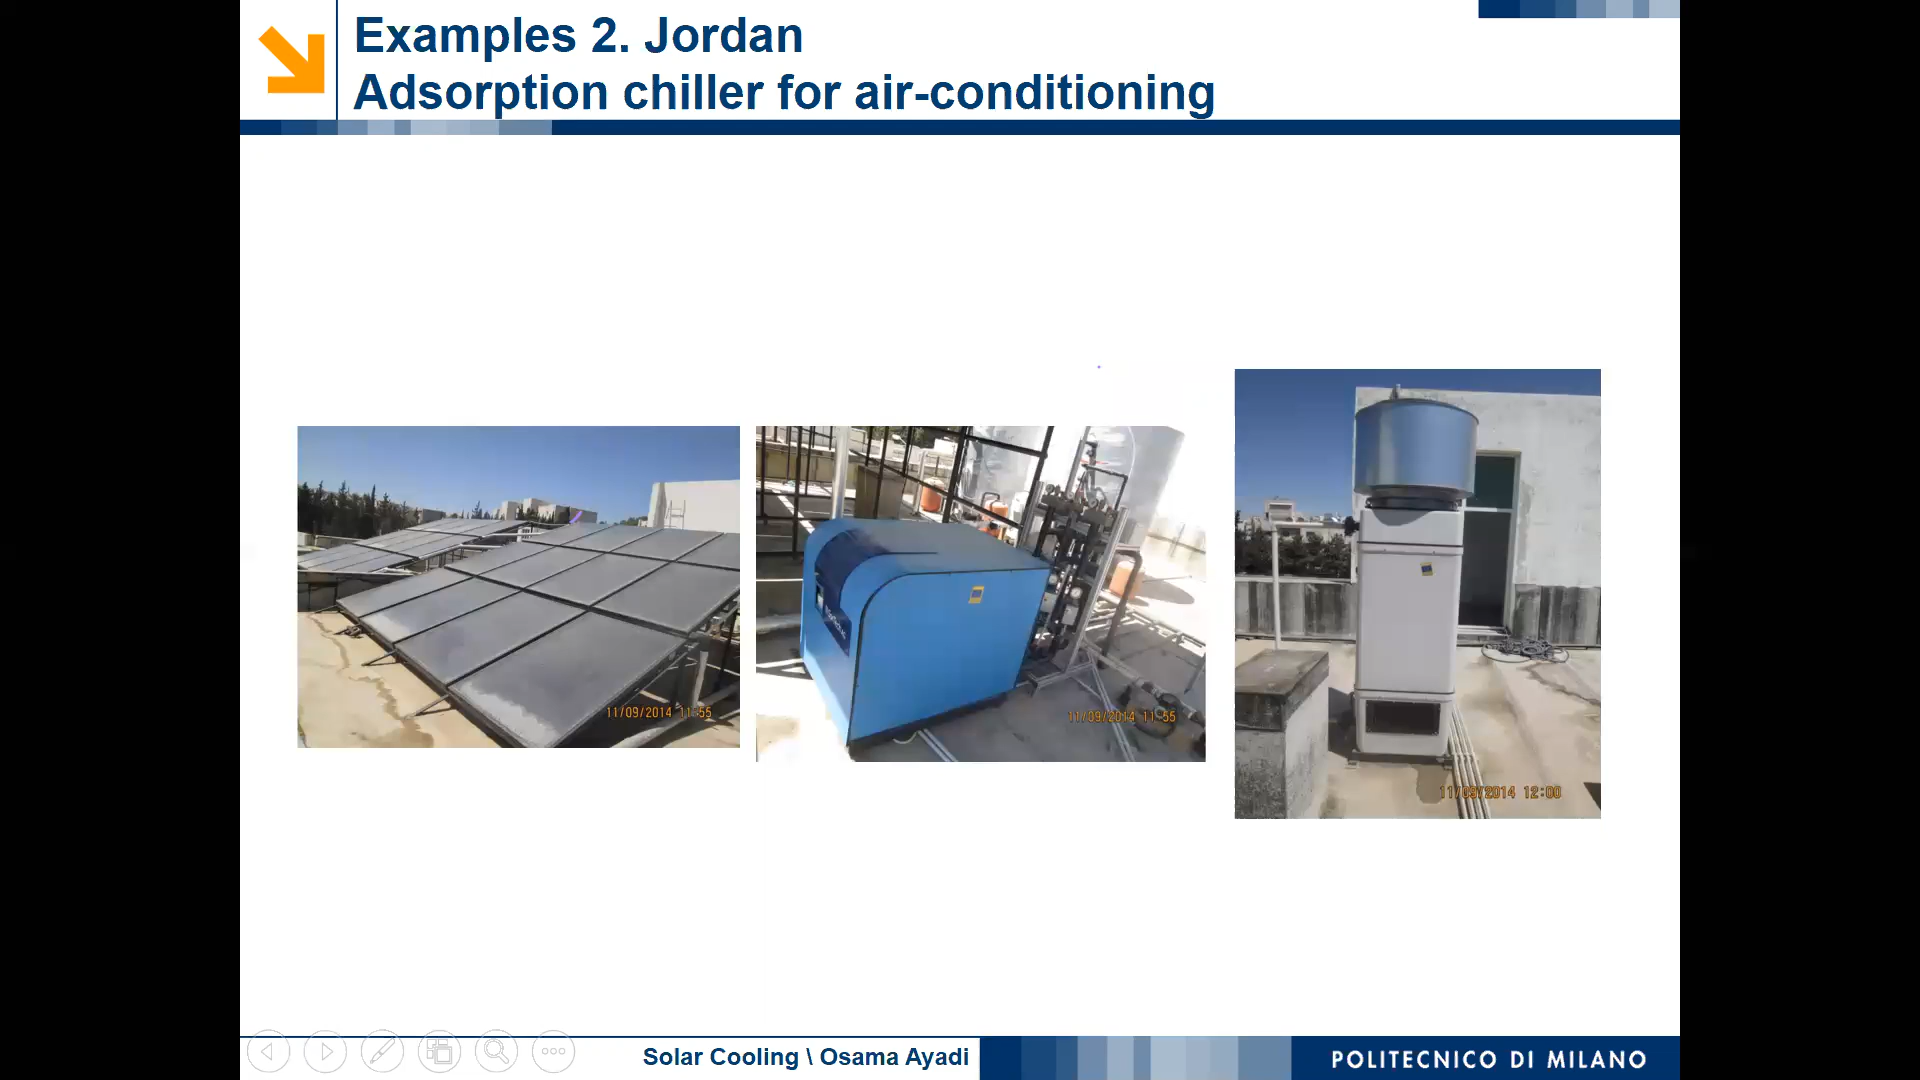 Examples 2. Jordan
Adsorption chiller for air-conditioning
11/09/2014 11:55
11/09/2014 11:55
11/09/2014 12:00
Solar Cooling \ Osama Ayadi
POLITECNICO DI MILANO